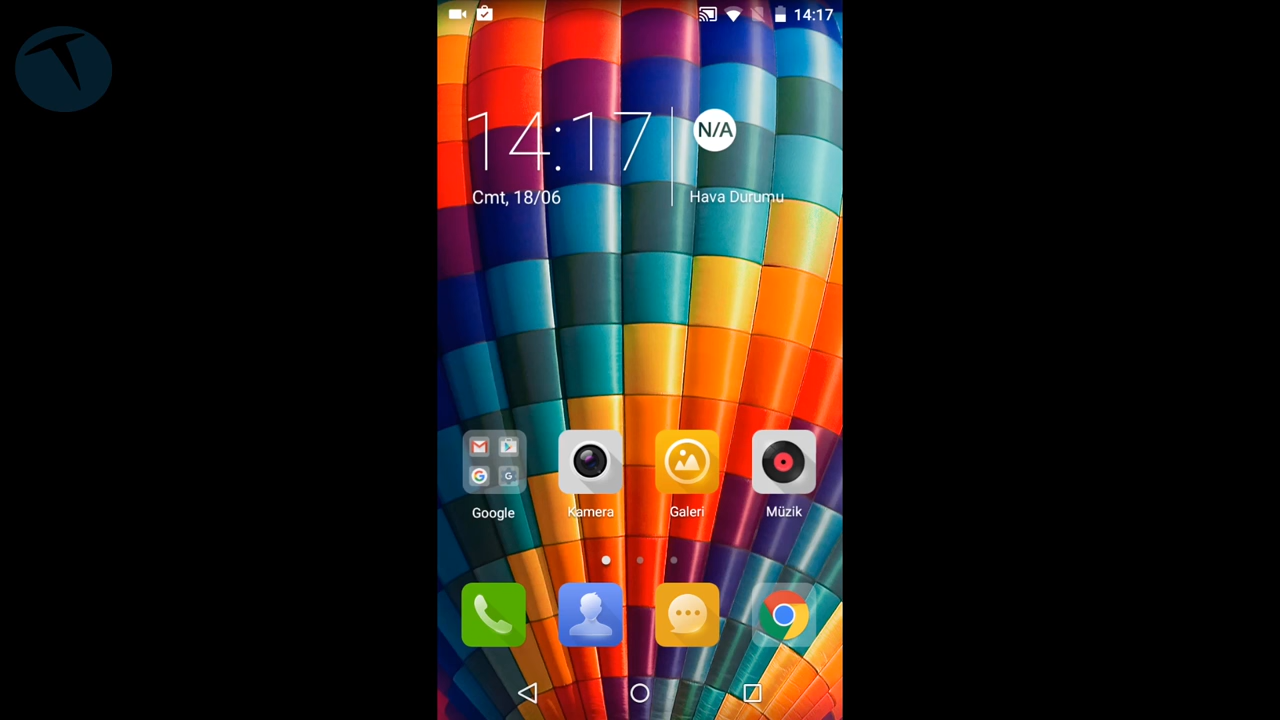 14:17
14:17
N/A
Cmt, 18/06
Hava Durumu
Google
Kamera
Galeri
Müzik